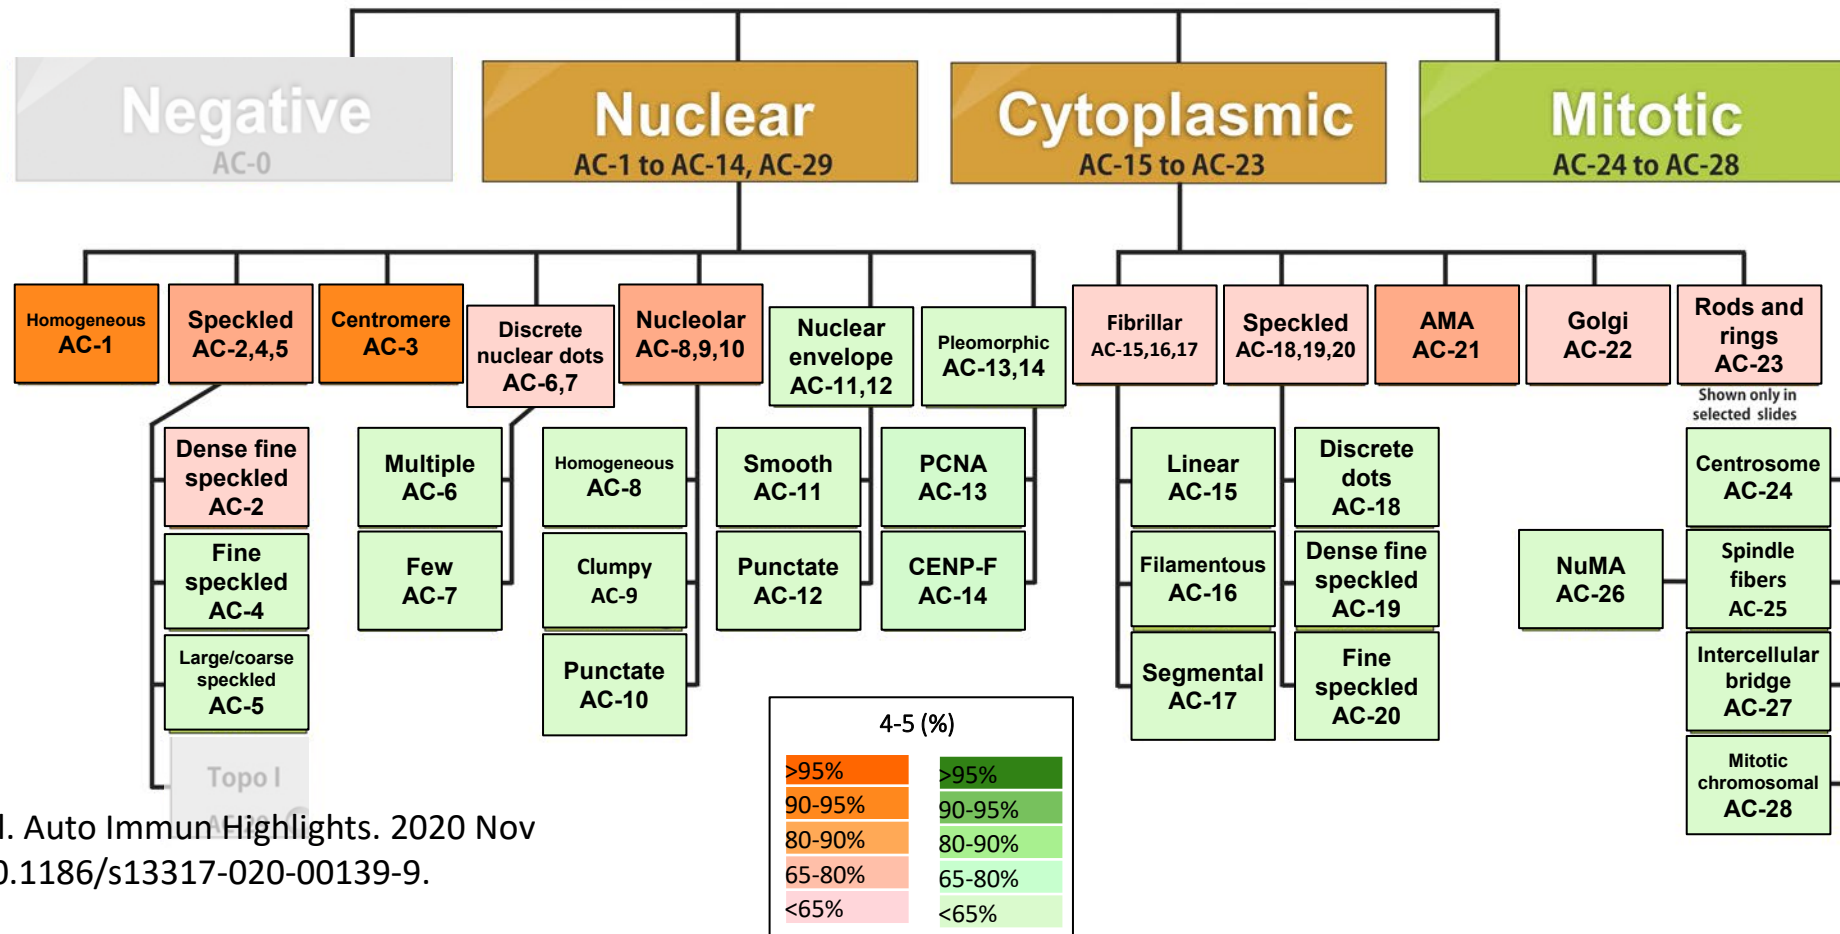 Negative
AC-0
Nuclear
AC-1 to AC-14, AC-29
Cytoplasmic
AC-15 to AC-23
Mitotic
AC-24 to AC-28
Homogeneous
AC-1
Speckled
AC-2,4,5
Centromere
AC-3
Discrete
nuclear dots
AC-6,7
Nucleolar
AC-8,9,10
Nuclear
envelope
AC-11,12
Pleomorphic
AC-13,14
Fibrillar
AC-15,16,17
Speckled
AC-18,19,20
AMA
AC-21
Golgi
AC-22
Rods and
rings
AC-23
Shown only in
selected slides
Dense fine
speckled
AC-2
Fine
speckled
AC-4
Large/coarse
speckled
AC-5
Topo I
Multiple
AC-6
Few
AC-7
Homogeneous
AC-8
Clumpy
AC-9
Punctate
AC-10
Smooth
AC-11
Punctate
AC-12
PCNA
AC-13
CENP-F
AC-14
Linear
AC-15
Filamentous
AC-16
Segmental
AC-17
Discrete
dots
AC-18
Dense fine
speckled
AC-19
Fine
speckled
AC-20
Centrosome
AC-24
Spindle
fibers
AC-25
NuMA
AC-26
Intercellular
bridge
AC-27
Mitotic
chromosomal
AC-28
4-5 (%)
>95% >95%
90-95% 90-95%
80-90% 80-90%
65-80% 65-80%
<65% <65%
l. Auto Immun Highlights. 2020 Nov
0.1186/s13317-020-00139-9.